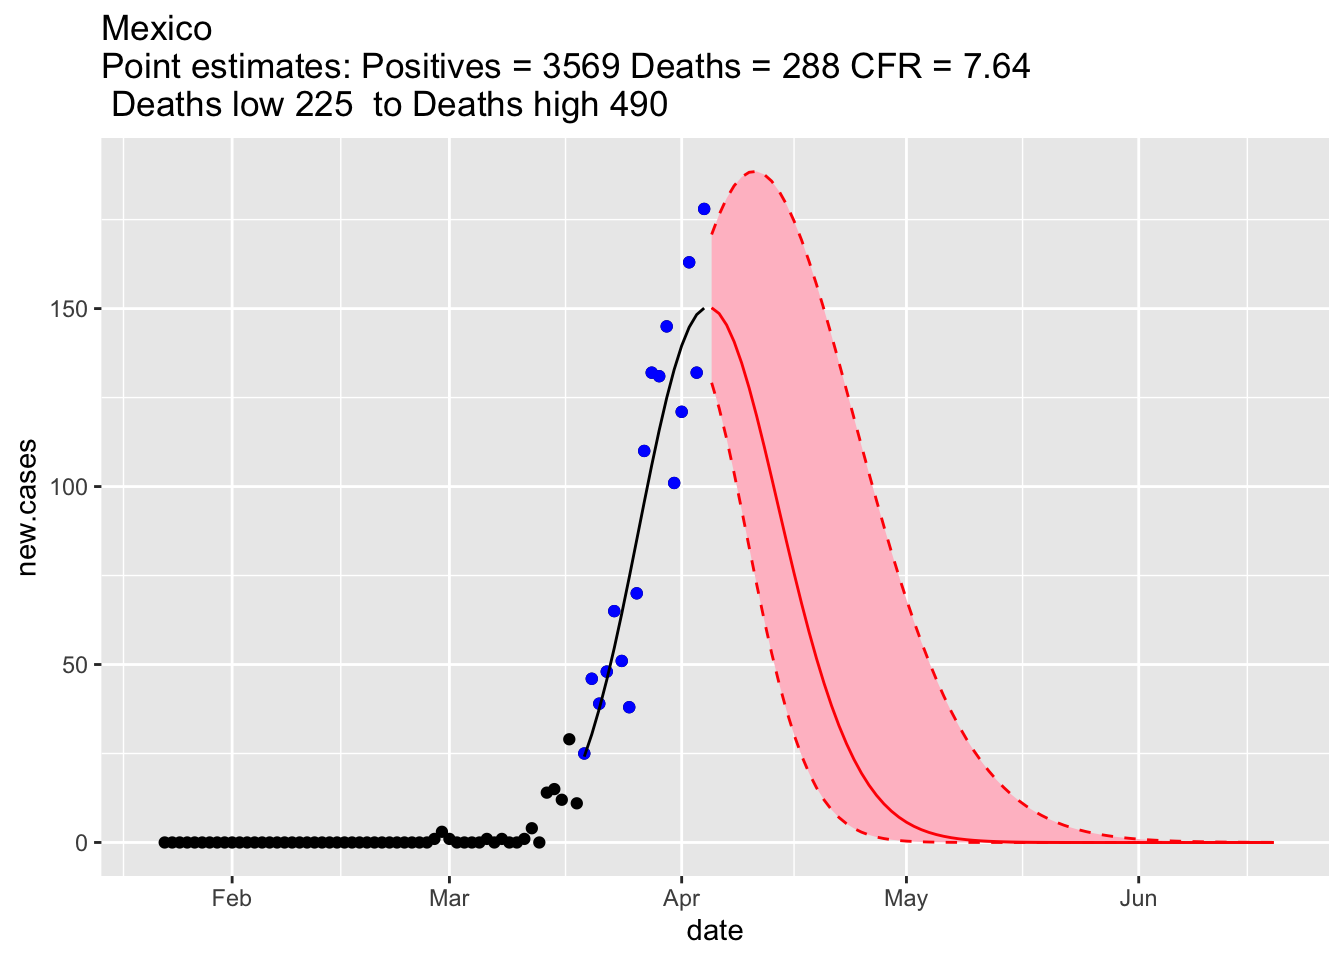 Mexico
Point estimates: Positives = 3569 Deaths = 288 CFR = 7.64
Deaths low 225  to Deaths high 490
150
100
50
0
new.cases
Feb Mar Apr May Jun
date